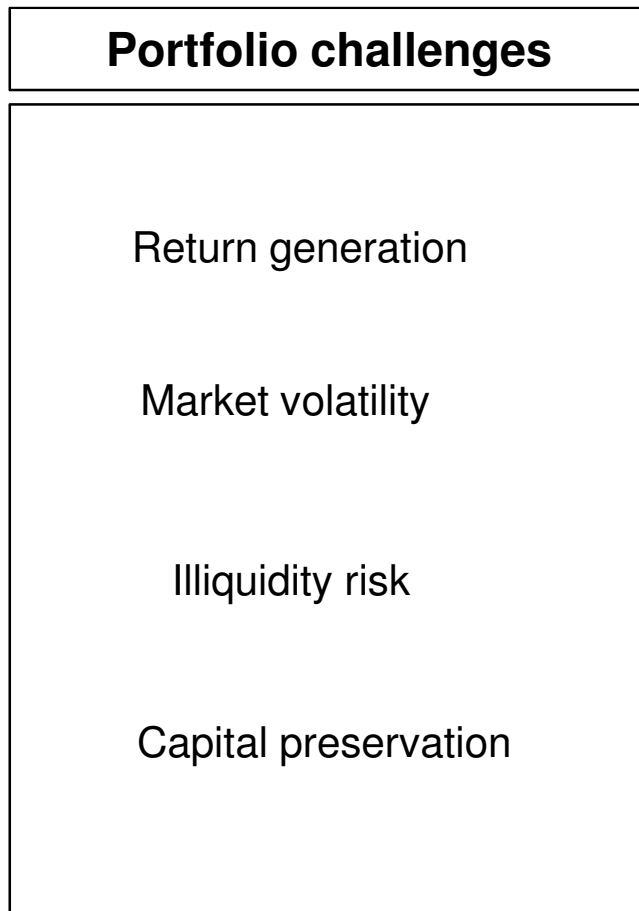 Portfolio challenges
Return generation
Market volatility
Illiquidity risk
Capital preservation